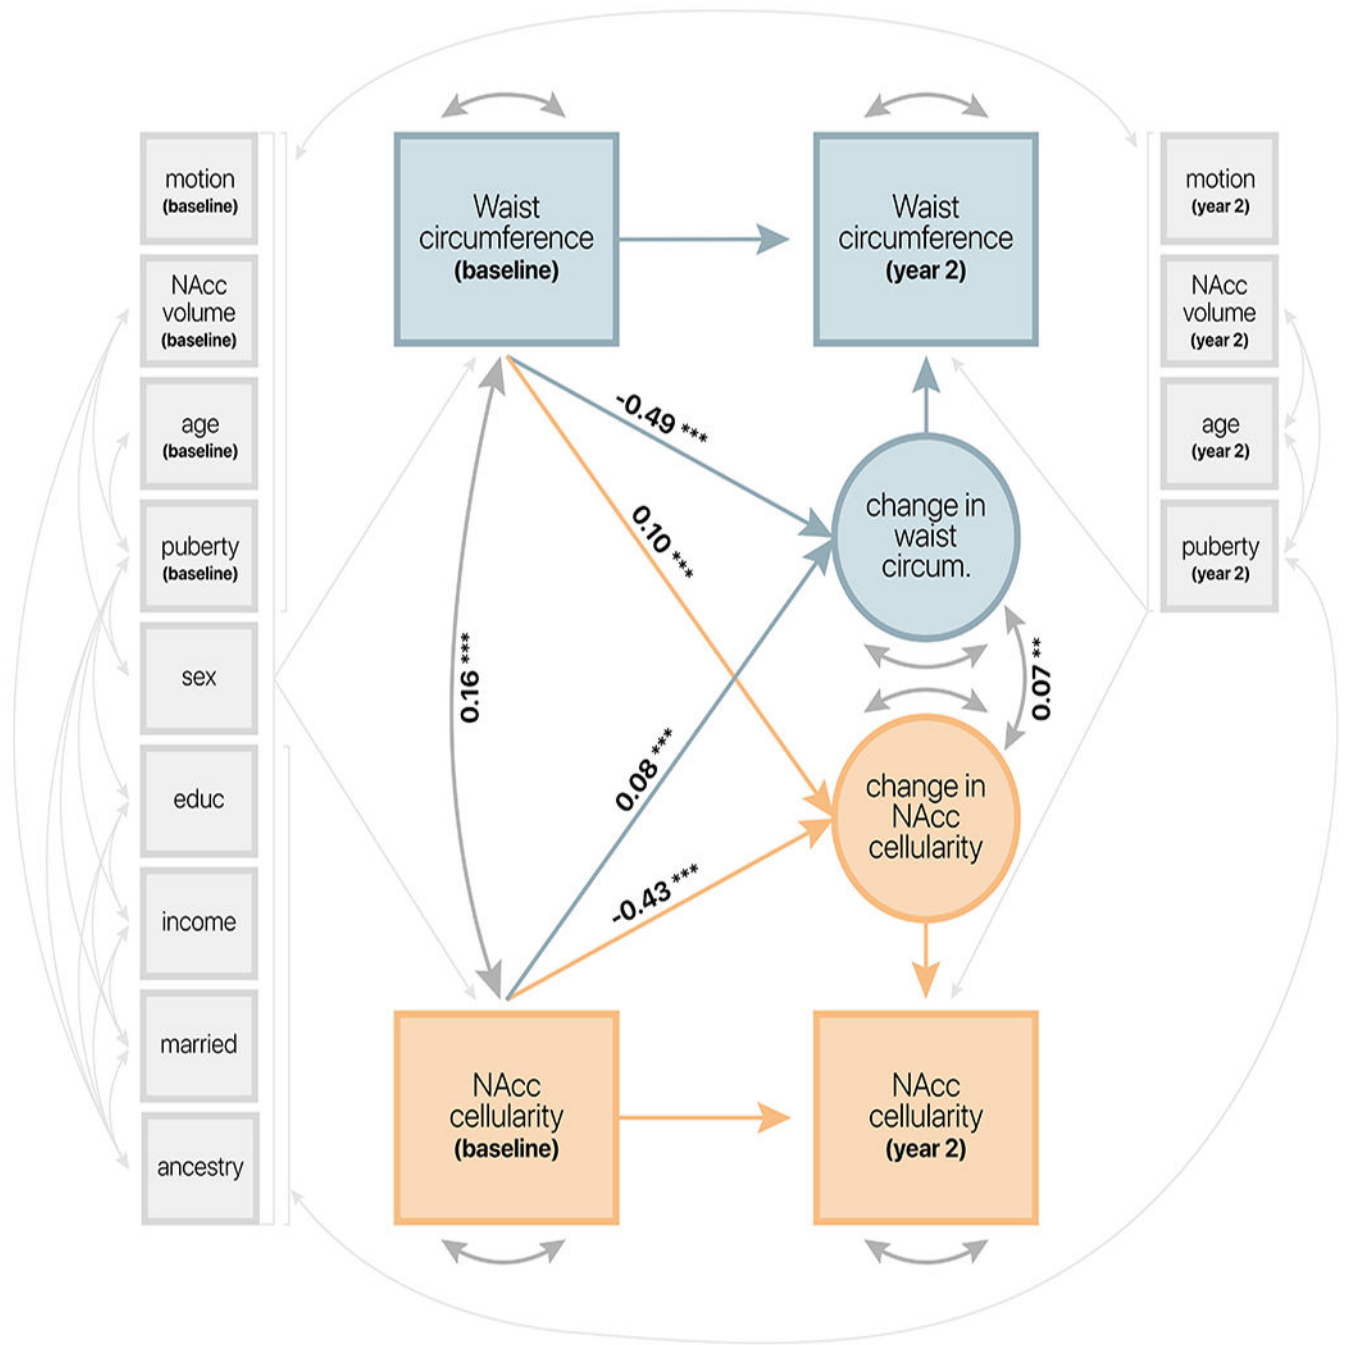 motion
(baseline)
NAcc
volume
(baseline)
age
(baseline)
puberty
(baseline)
sex
educ
income
married
ancestry
Waist
circumference
(baseline)
Waist
circumference
(year 2)
-0.49 ***
0.10 ***
0.16 ***
0.08 ***
-0.43 ***
change in
waist
circum.
0.07 **
change in
NAcc
cellularity
NAcc
cellularity
(baseline)
NAcc
cellularity
(year 2)
motion
(year 2)
NAcc
volume
(year 2)
age
(year 2)
puberty
(year 2)